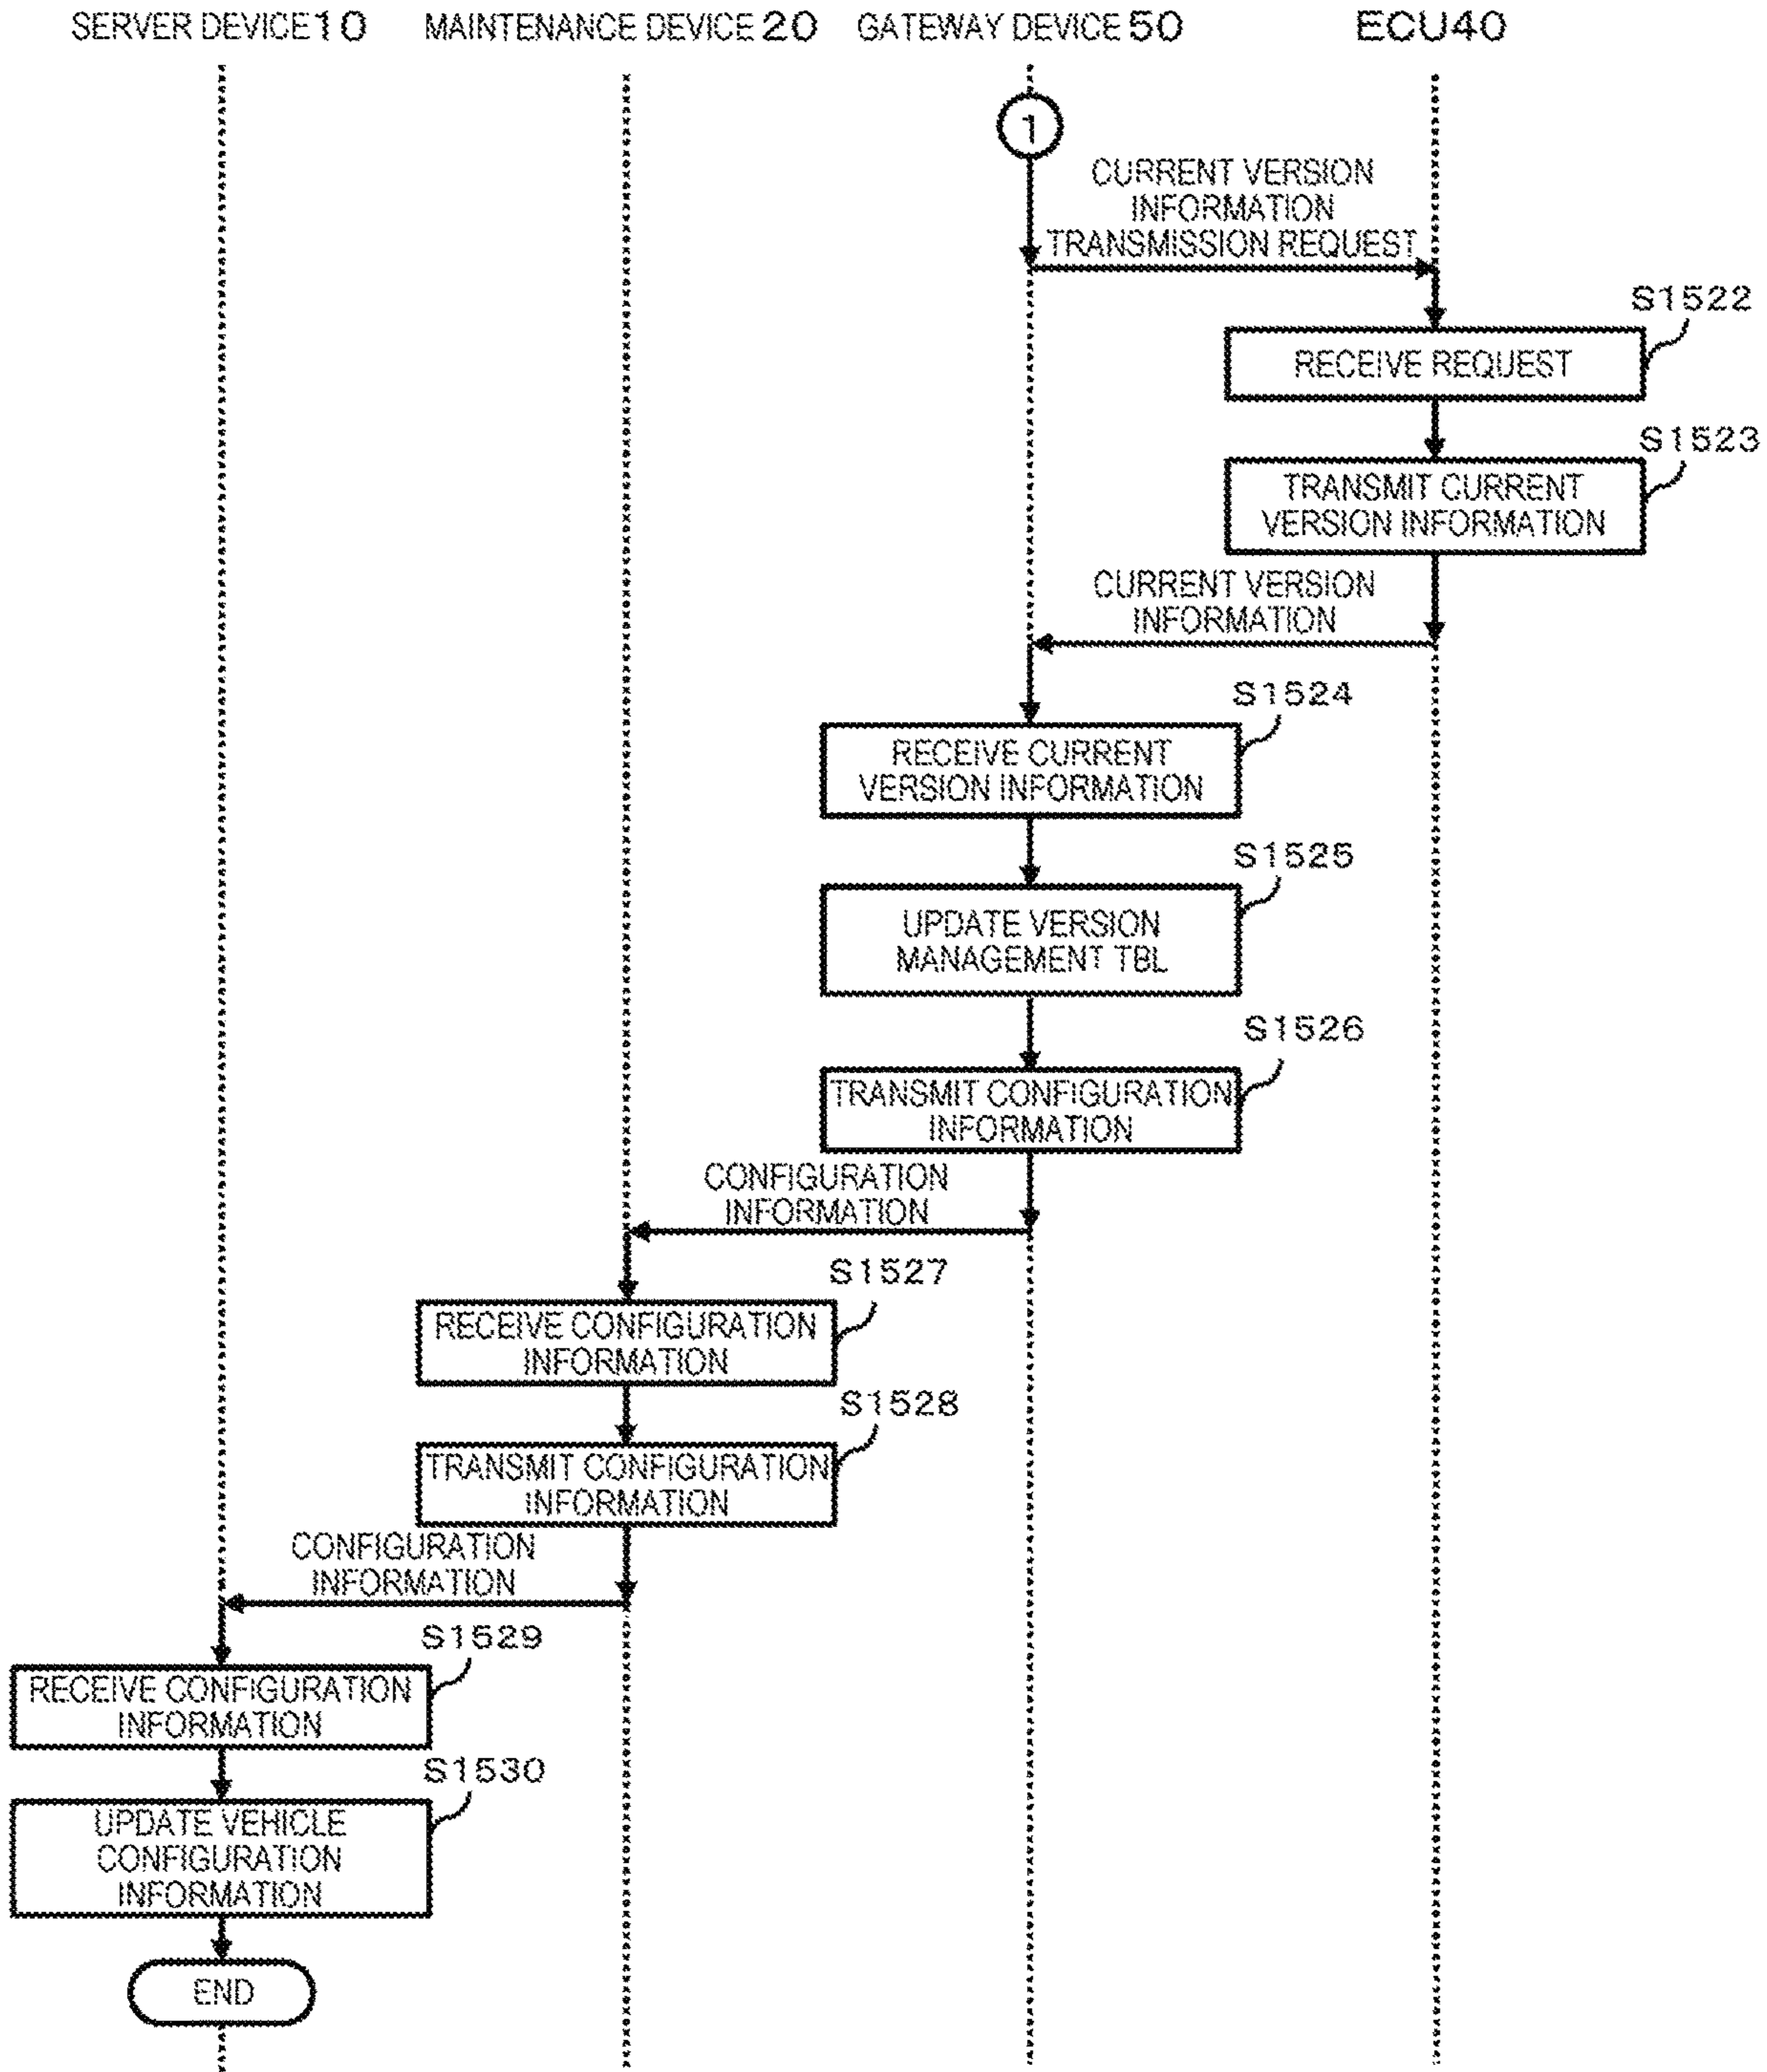 SERVER DEVICE10
MAINTENANCE DEVICE 20
GATEWAY DEVICE 50
ECU40
1
CURRENT VERSION
INFORMATION
TRANSMISSION REQUEST
S1522
RECEIVE REQUEST
S1523
TRANSMIT CURRENT
VERSION INFORMATION
CURRENT VERSION
INFORMATION
S1524
RECEIVE CURRENT
VERSION INFORMATION
S1525
UPDATE VERSION
MANAGEMENT TBL
S1526
TRANSMIT CONFIGURATION
INFORMATION
CONFIGURATION
INFORMATION
S1527
RECEIVE CONFIGURATION
INFORMATION
S1528
TRANSMIT CONFIGURATION
INFORMATION
CONFIGURATION
INFORMATION
S1529
RECEIVE CONFIGURATION
INFORMATION
S1530
UPDATE VEHICLE
CONFIGURATION
INFORMATION
END